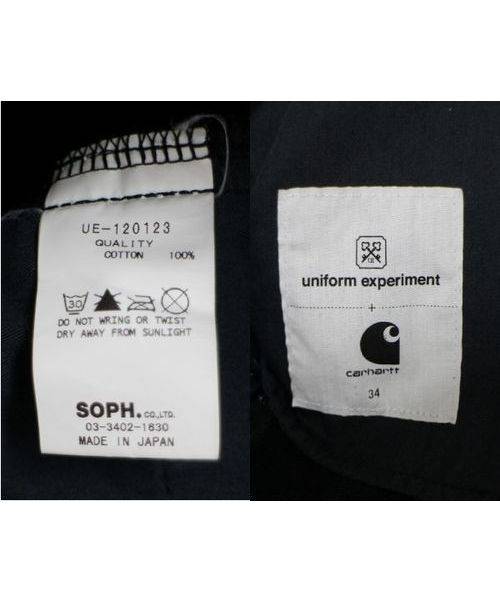 UE-120123
QUALITY
COTTON 100%
30
DO NOT WRING OR TWIST
DRY AWAY FROM SUNLIGHT
SOPH.CO.,LTD.
03-3402-1630
MADE IN JAPAN
uniform experiment
+
carhartt
34